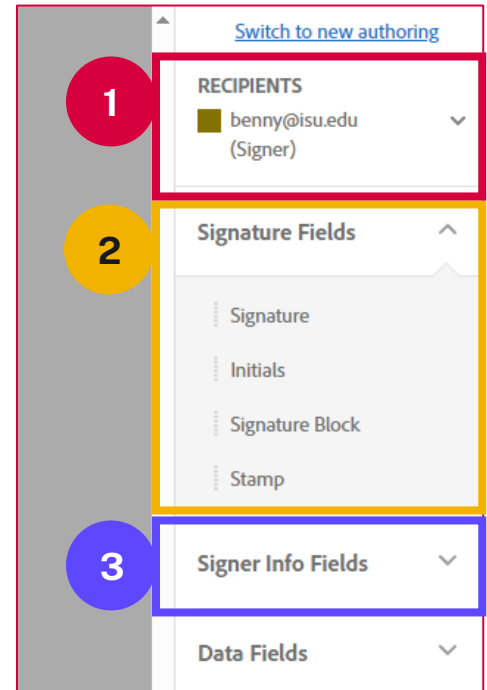 Switch to new authoring
1
RECIPIENTS
benny@isu.edu
(Signer)
2
Signature Fields
Signature
Initials
Signature Block
Stamp
3
Signer Info Fields
Data Fields